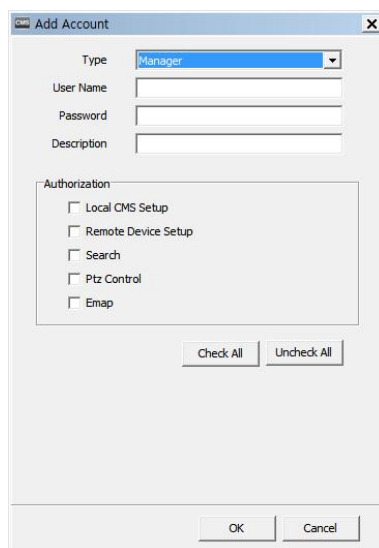 CMS Add Account
Type Manager
User Name
Password
Description
Authorization
Local CMS Setup
Remote Device Setup
Search
Ptz Control
Emap
Check All Uncheck All
OK Cancel